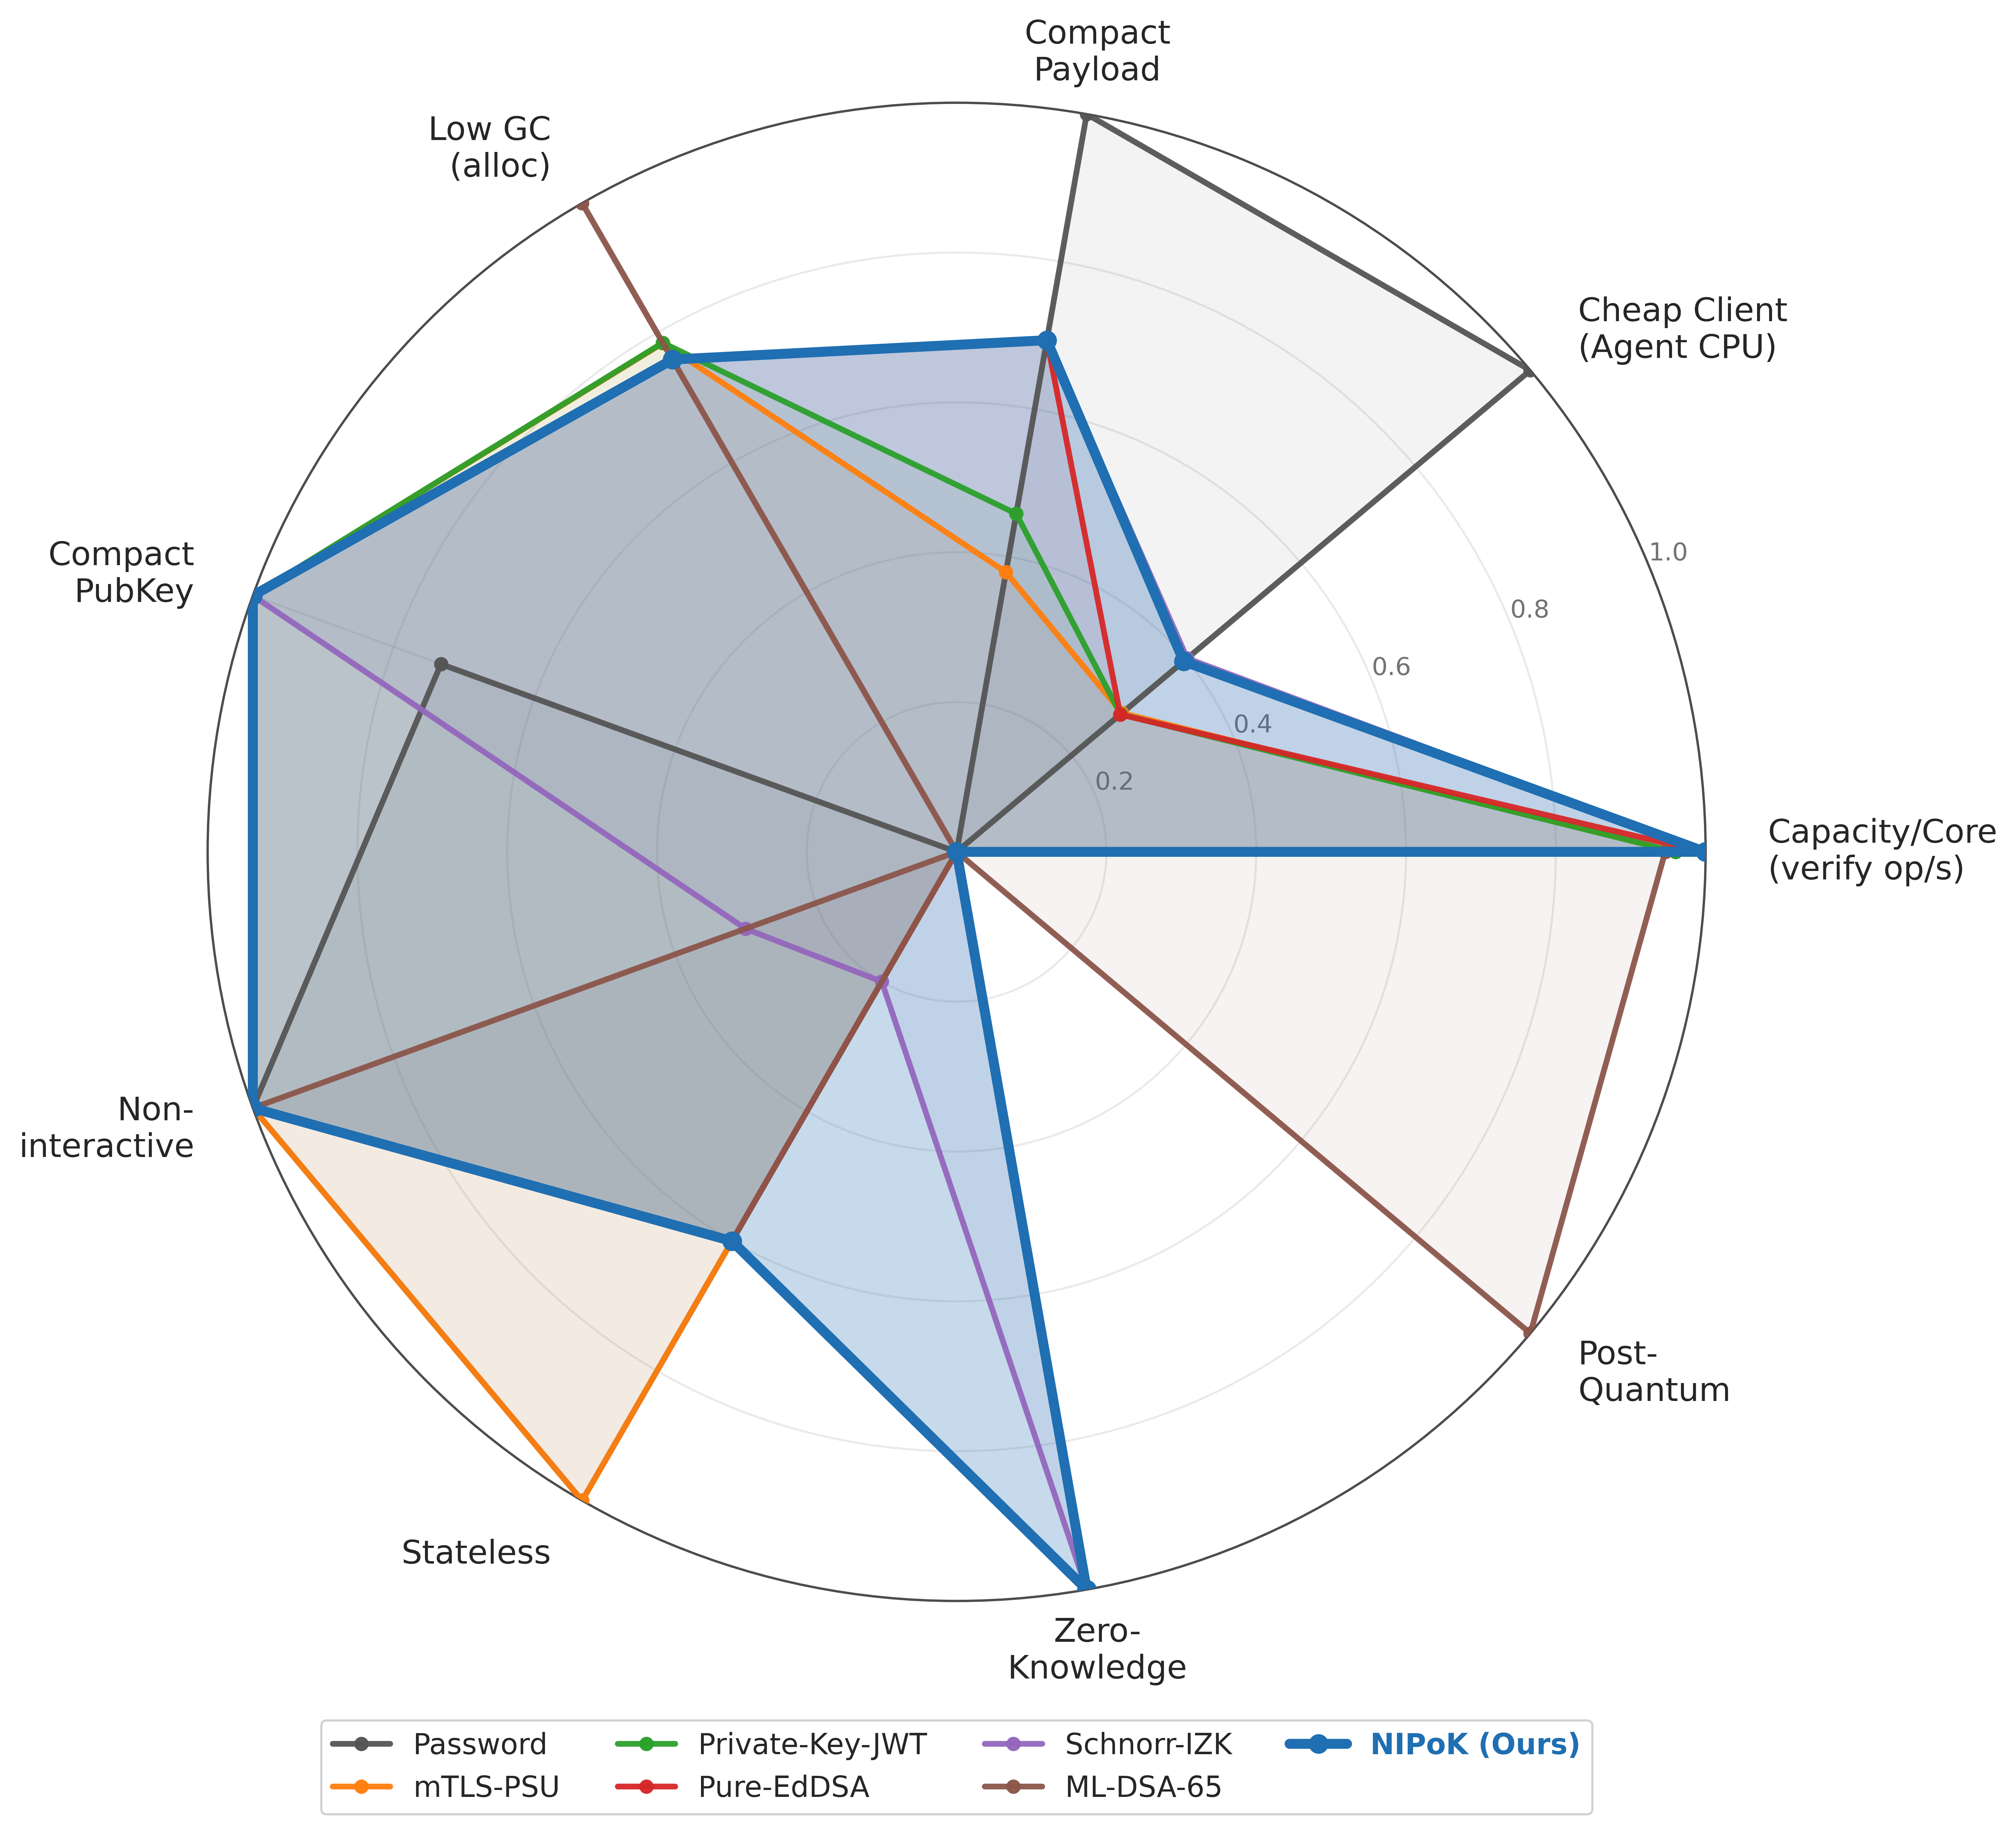 Compact
Payload
Low GC
(alloc)
Cheap Client
(Agent CPU)
Compact
PubKey
1.0
0.8
0.6
0.4
0.2
Capacity/Core
(verify op/s)
Non-
interactive
Post-
Quantum
Stateless
Zero-
Knowledge
Password
Private-Key-JWT
Schnorr-IZK
NIPoK (Ours)
mTLS-PSU
Pure-EdDSA
ML-DSA-65